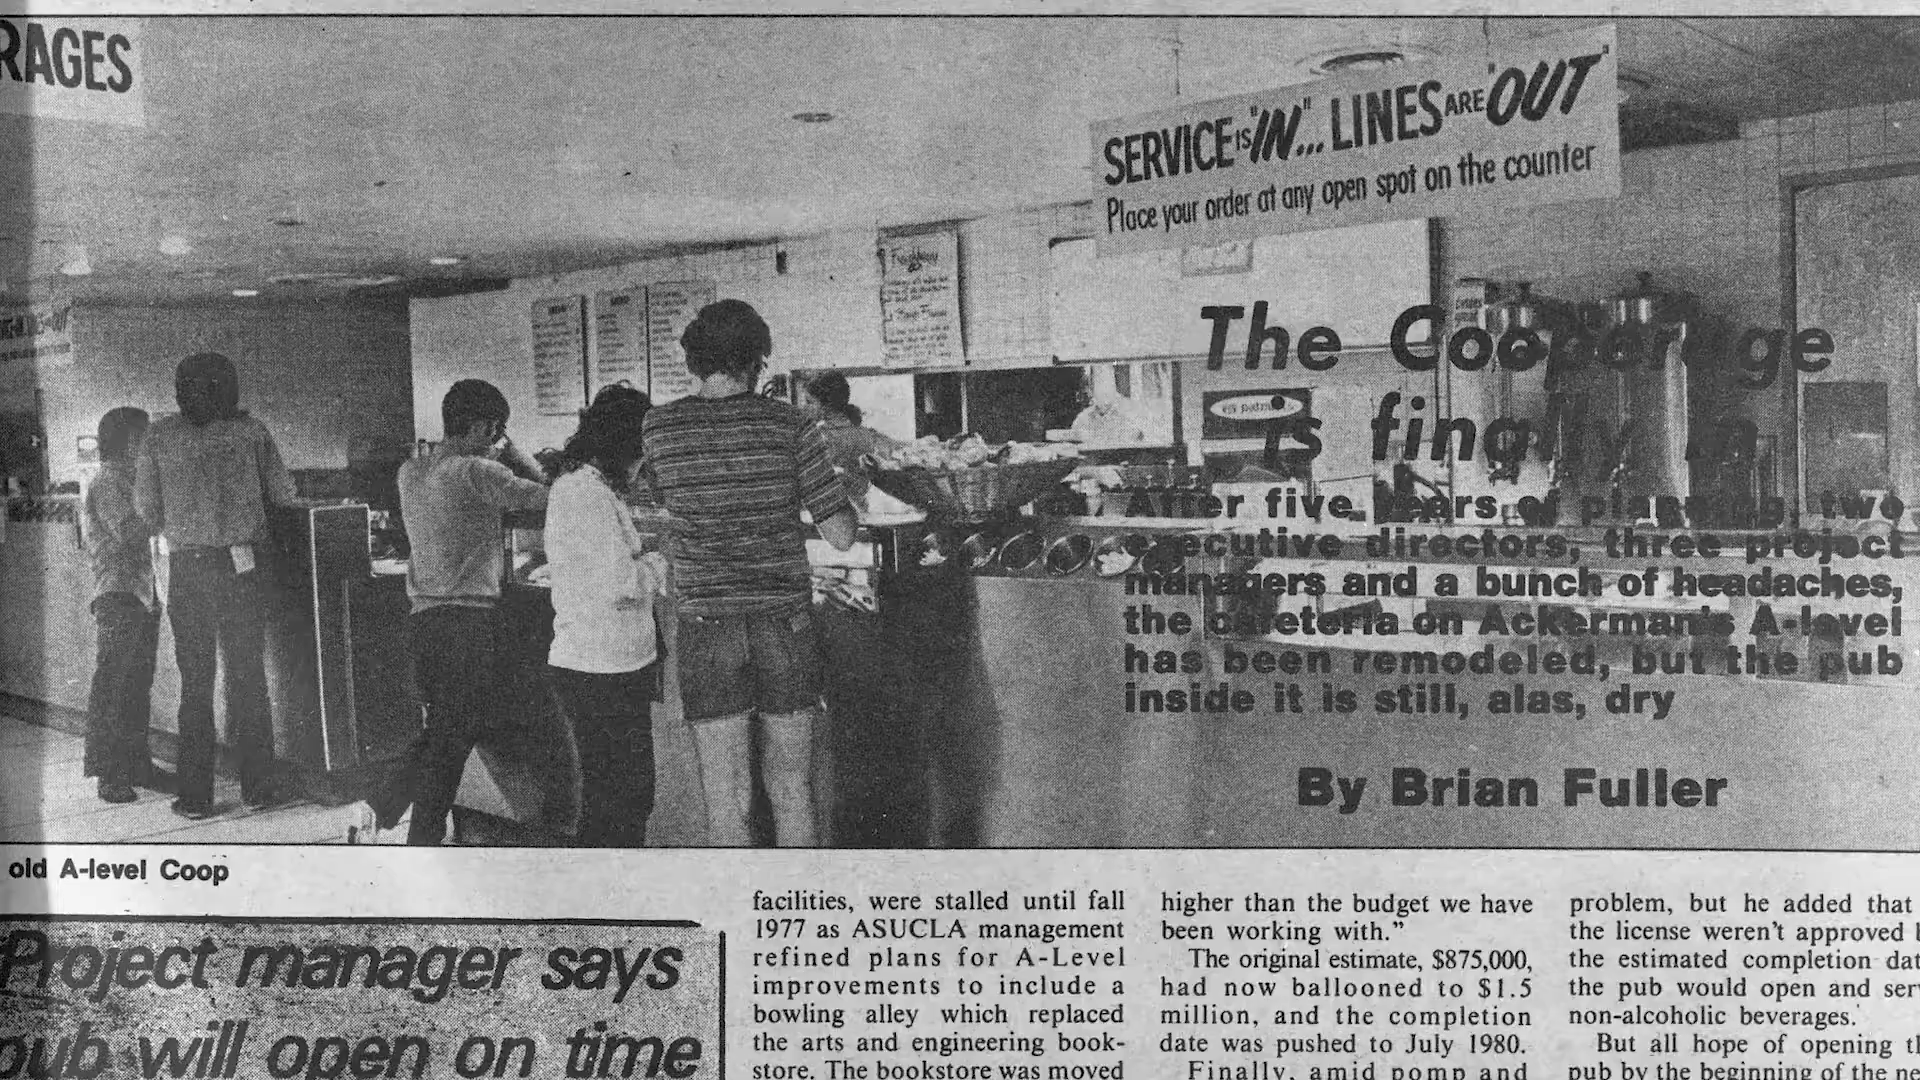 RAGES
SERVICE IS "IN"... LINES ARE "OUT"
Place your order at any open spot on the counter
The Cooperage
is finally in
After five years of planning, two
executive directors, three project
managers and a bunch of headaches,
the cafeteria on Ackerman's A-level
has been remodeled, but the pub
inside it is still, alas, dry
By Brian Fuller
old A-level Coop
Project manager says
pub will open on time
facilities, were stalled until fall
1977 as ASUCLA management
refined plans for A-Level
improvements to include a
bowling alley which replaced
the arts and engineering book-
store. The bookstore was moved
higher than the budget we have
been working with."
The original estimate, $875,000,
had now ballooned to $1.5
million, and the completion
date was pushed to July 1980.
Finally, amid pomp and
problem, but he added that
the license weren't approved
the estimated completion dat
the pub would open and ser
non-alcoholic beverages.
But all hope of opening t
pub by the beginning of the ne